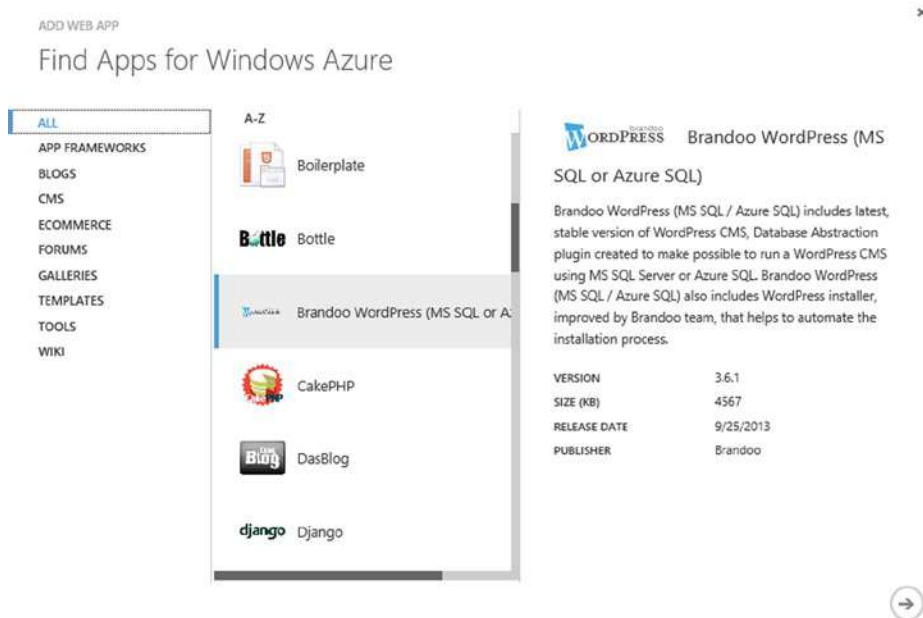 ADD WEB APP
Find Apps for Windows Azure
ALL
APP FRAMEWORKS
BLOGS
CMS
ECOMMERCE
FORUMS
GALLERIES
TEMPLATES
TOOLS
WIKI
A-Z
Boilerplate
Bottle Bottle
Brandoo WordPress (MS SQL or A
CakePHP CakePHP
Blog DasBlog
django Django
brandoo
WORDPRESS Brandoo WordPress (MS
SQL or Azure SQL)
Brandoo WordPress (MS SQL / Azure SQL) includes latest,
stable version of WordPress CMS, Database Abstraction
plugin created to make possible to run a WordPress CMS
using MS SQL Server or Azure SQL. Brandoo WordPress
(MS SQL / Azure SQL) also includes WordPress installer,
improved by Brandoo team, that helps to automate the
installation process.
VERSION 3.6.1
SIZE (KB) 4567
RELEASE DATE 9/25/2013
PUBLISHER Brandoo